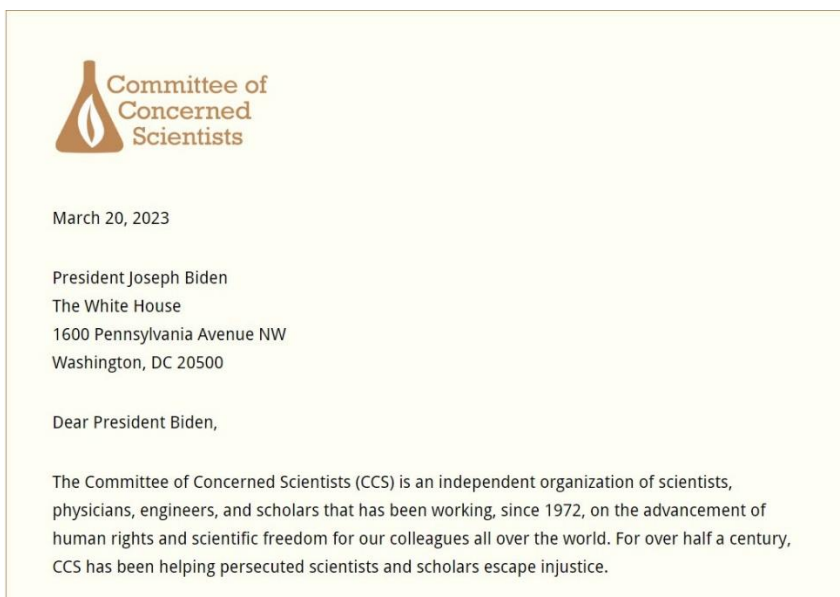 Committee of
Concerned
Scientists
March 20, 2023
President Joseph Biden
The White House
1600 Pennsylvania Avenue NW
Washington, DC 20500
Dear President Biden,
The Committee of Concerned Scientists (CCS) is an independent organization of scientists,
physicians, engineers, and scholars that has been working, since 1972, on the advancement of
human rights and scientific freedom for our colleagues all over the world. For over half a century,
CCS has been helping persecuted scientists and scholars escape injustice.